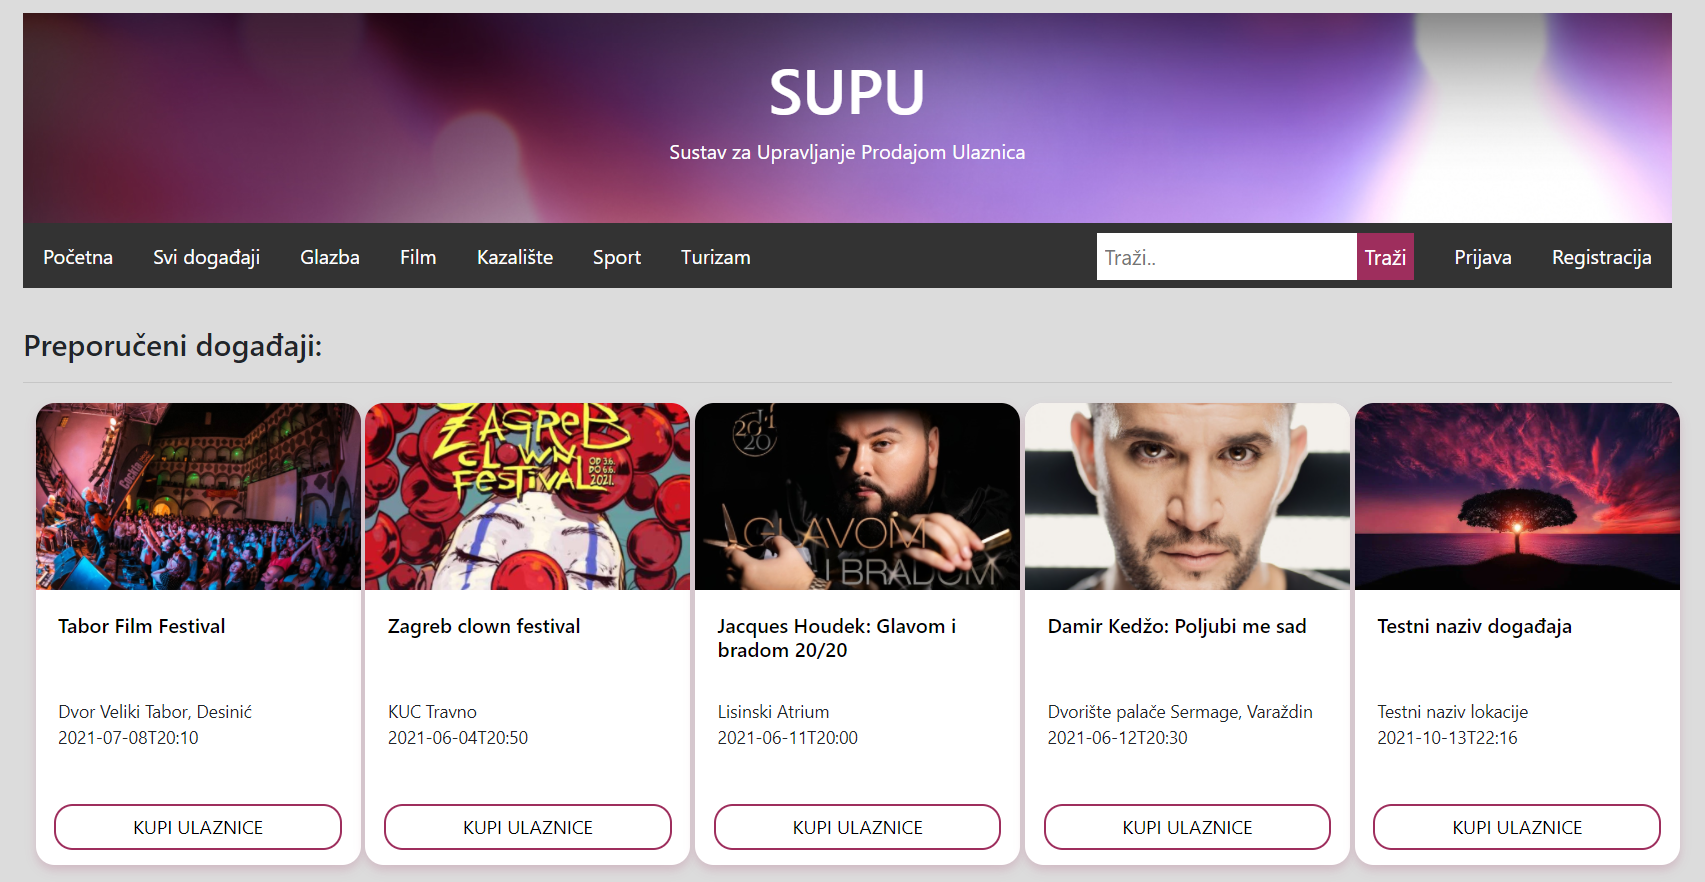 SUPU
Sustav za Upravljanje Prodajom Ulaznica
Početna Svi događaji Glazba Film Kazalište Sport Turizam Traži.. Traži Prijava Registracija
Preporučeni događaji:
ZAGREB
CLOWN
FESTIVAL
OD 3.6.
DO 6.6.
2021.
20
20
GLAVOM
I BRADOM
Tabor Film Festival
Dvor Veliki Tabor, Desinić
2021-07-08T20:10
KUPI ULAZNICE
Zagreb clown festival
KUC Travno
2021-06-04T20:50
KUPI ULAZNICE
Jacques Houdek: Glavom i
bradom 20/20
Lisinski Atrium
2021-06-11T20:00
KUPI ULAZNICE
Damir Kedžo: Poljubi me sad
Dvorište palače Sermage, Varaždin
2021-06-12T20:30
KUPI ULAZNICE
Testni naziv događaja
Testni naziv lokacije
2021-10-13T22:16
KUPI ULAZNICE